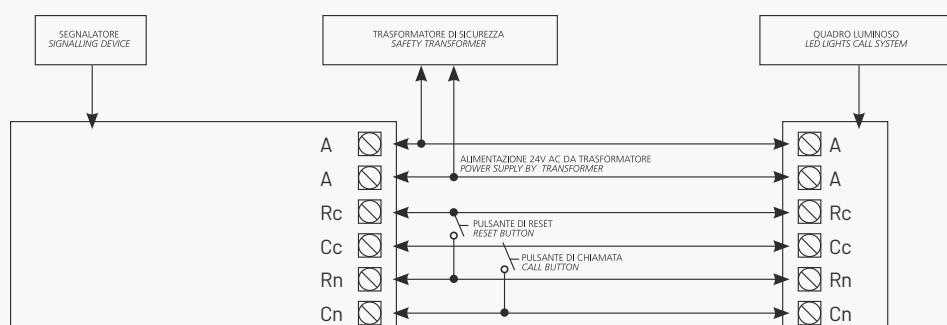 SEGNALATORE
SIGNALLING DEVICE
TRASFORMATORE DI SICUREZZA
SAFETY TRANSFORMER
QUADRO LUMINOSO
LED LIGHTS CALL SYSTEM
A
A
ALIMENTAZIONE 24V AC DA TRASFORMATORE
POWER SUPPLY BY TRANSFORMER
A
A
Rc
Rc
PULSANTE DI RESET
RESET BUTTON
Cc
Cc
PULSANTE DI CHIAMATA
CALL BUTTON
Rn
Rn
Cn
Cn